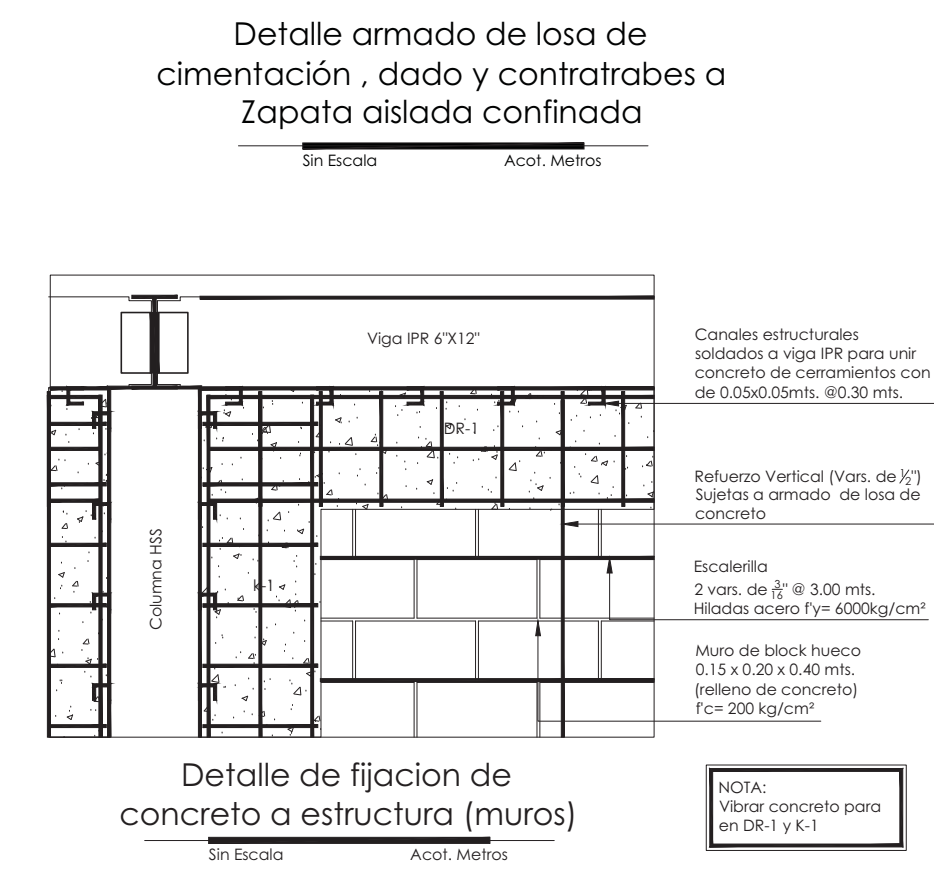 Detalle armado de losa de
cimentación , dado y contratrabes a
Zapata aislada confinada
Sin Escala Acot. Metros
Viga IPR 6"X12"
Canales estructurales
soldados a viga IPR para unir
concreto de cerramientos con
de 0.05x0.05mts. @0.30 mts.
DR-1
Refuerzo Vertical (Vars. de ½")
Sujetas a armado de losa de
concreto
Columna HSS
k-1
Escalerilla
2 vars. de 3/16" @ 3.00 mts.
Hiladas acero f'y= 6000kg/cm²
Muro de block hueco
0.15 x 0.20 x 0.40 mts.
(relleno de concreto)
f'c= 200 kg/cm²
Detalle de fijacion de
concreto a estructura (muros)
Sin Escala Acot. Metros
NOTA:
Vibrar concreto para
en DR-1 y K-1